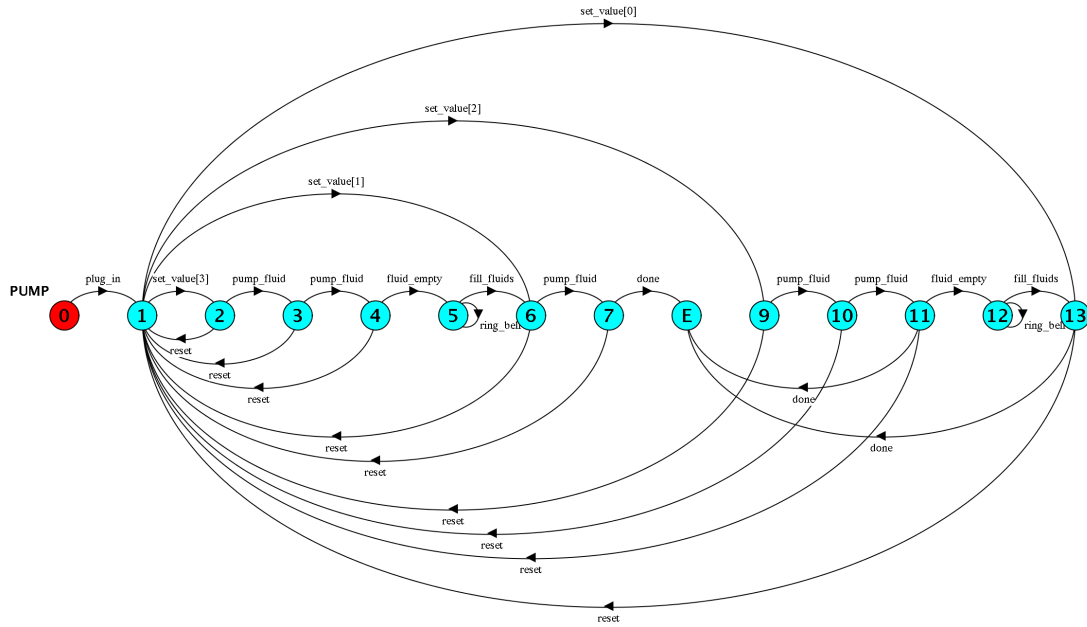 set_value[0]
set_value[2]
set_value[1]
plug_in set_value[3] pump_fluid pump_fluid fluid_empty fill_fluids pump_fluid done pump_fluid pump_fluid fluid_empty fill_fluids
PUMP
0 1 2 3 4 5 6 7 E 9 10 11 12 13
ring_bell ring_bell
reset
reset
reset done
reset done
reset
reset
reset
reset
reset